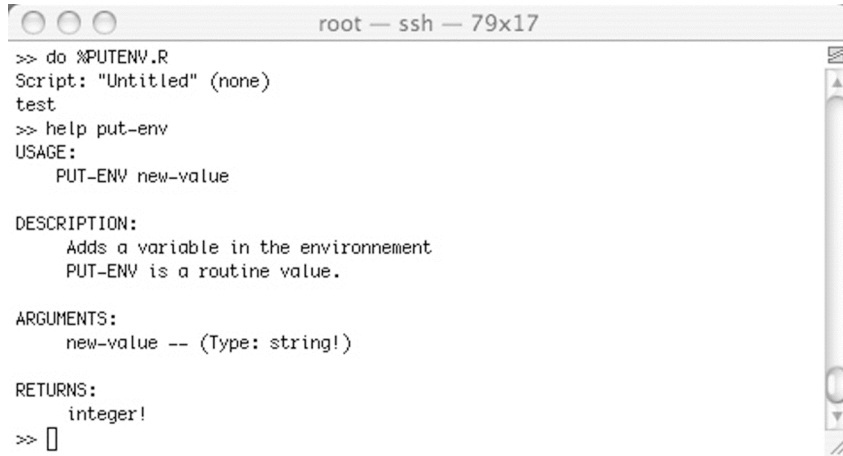 root — ssh — 79x17
>> do %PUTENV.R
Script: "Untitled" (none)
test
>> help put-env
USAGE:
PUT-ENV new-value
DESCRIPTION:
Adds a variable in the environnement
PUT-ENV is a routine value.
ARGUMENTS:
new-value -- (Type: string!)
RETURNS:
integer!
>>